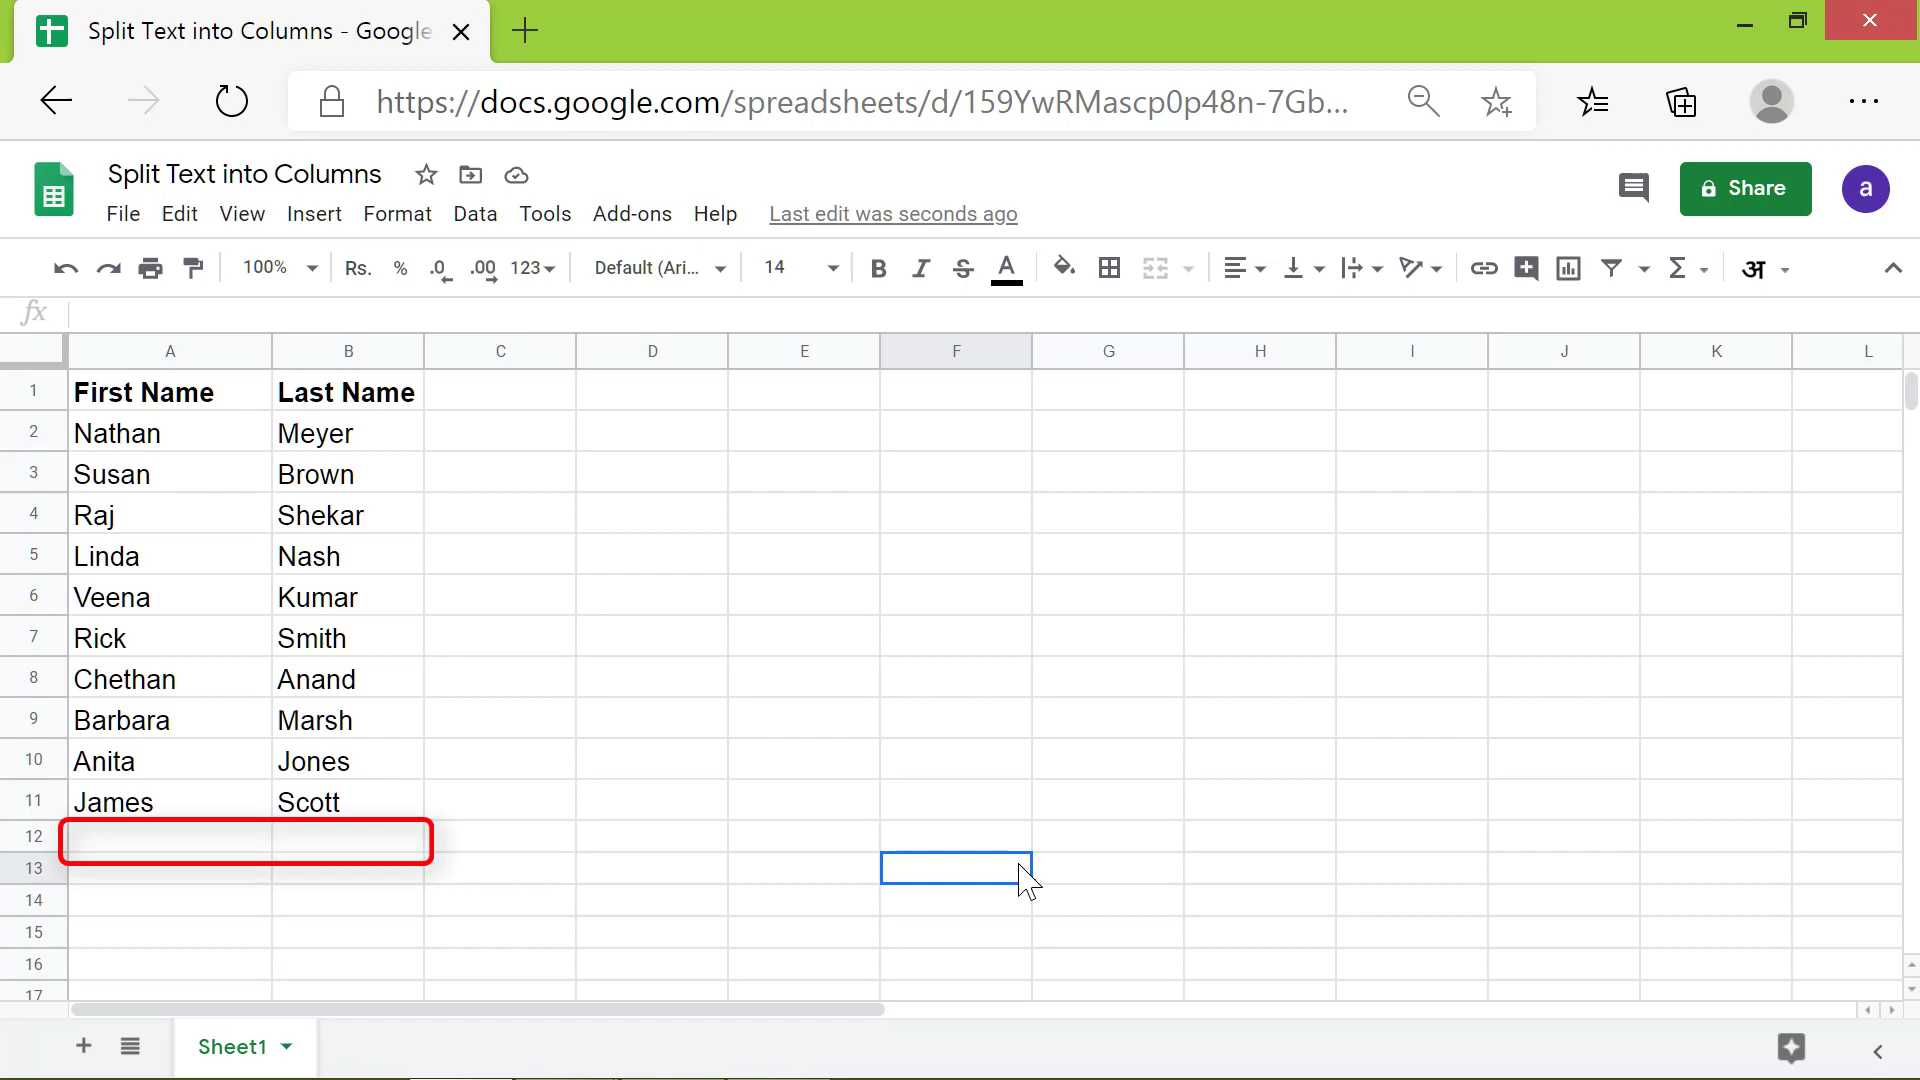 Split Text into Columns - Google
https://docs.google.com/spreadsheets/d/159YwRMascp0p48n-7Gb...
Split Text into Columns
File Edit View Insert Format Data Tools Add-ons Help Last edit was seconds ago
Share
a
100% Rs. % .0 .00 123 Default (Ari... 14 B I S A Σ अ
fx
A B C D E F G H I J K L
1 First Name Last Name
2 Nathan Meyer
3 Susan Brown
4 Raj Shekar
5 Linda Nash
6 Veena Kumar
7 Rick Smith
8 Chethan Anand
9 Barbara Marsh
10 Anita Jones
11 James Scott
12
13
14
15
16
17
Sheet1